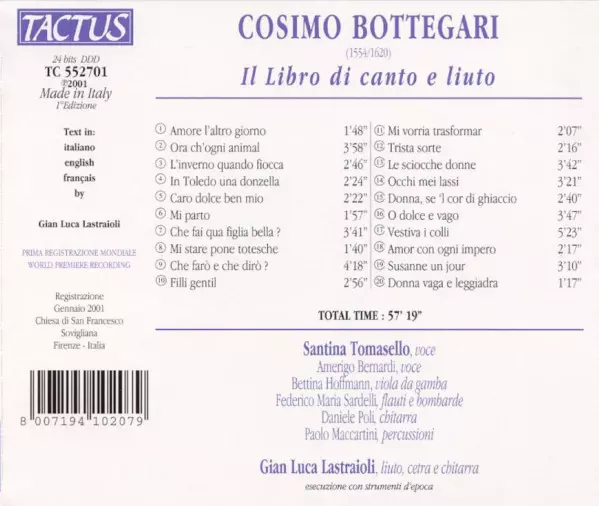 TACTUS
24 bits DDD
TC 552701
℗2001
Made in Italy
1°Edizione
Text in:
italiano
english
français
by
Gian Luca Lastraioli
PRIMA REGISTRAZIONE MONDIALE
WORLD PREMIERE RECORDING
Registrazione
Gennaio 2001
Chiesa di San Francesco
Sovigliana
Firenze - Italia
8 007194 102079
COSIMO BOTTEGARI
(1554/1620)
Il Libro di canto e liuto
① Amore l'altro giorno 1'48"
② Ora ch'ogni animal 3'58"
③ L'inverno quando fiocca 2'46"
④ In Toledo una donzella 2'24"
⑤ Caro dolce ben mio 2'22"
⑥ Mi parto 1'57"
⑦ Che fai qua figlia bella ? 3'41"
⑧ Mi stare pone totesche 1'40"
⑨ Che farò e che dirò ? 4'18"
⑩ Filli gentil 2'56"
⑪ Mi vorria trasformar 2'07"
⑫ Trista sorte 2'16"
⑬ Le sciocche donne 3'42"
⑭ Occhi mei lassi 3'21"
⑮ Donna, se 'l cor di ghiaccio 2'40"
⑯ O dolce e vago 3'47"
⑰ Vestiva i colli 5'23"
⑱ Amor con ogni impero 2'17"
⑲ Susanne un jour 3'10"
⑳ Donna vaga e leggiadra 1'17"
TOTAL TIME : 57' 19"
Santina Tomasello, voce
Amerigo Bernardi, voce
Bettina Hoffmann, viola da gamba
Federico Maria Sardelli, flauti e bombarde
Daniele Poli, chitarra
Paolo Maccartini, percussioni
Gian Luca Lastraioli, liuto, cetra e chitarra
esecuzione con strumenti d'epoca